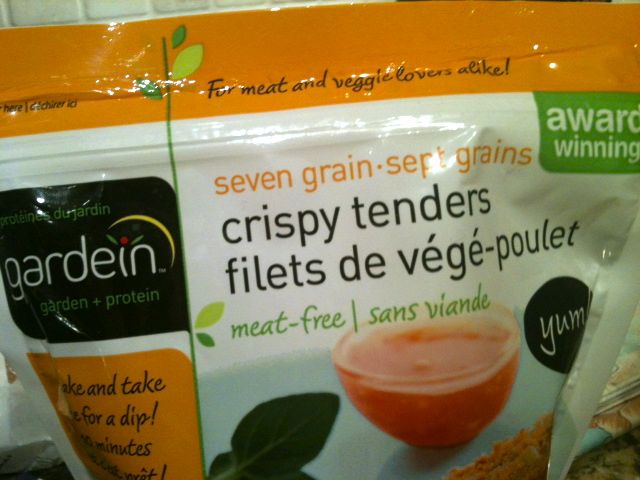 For meat and veggie lovers alike!
here | déchirer ici
award
winning
seven grain · sept grains
crispy tenders
filets de végé-poulet
meat-free | sans viande
protéines du jardin
gardein™
garden + protein
yum!
ake and take
e for a dip!
minutes